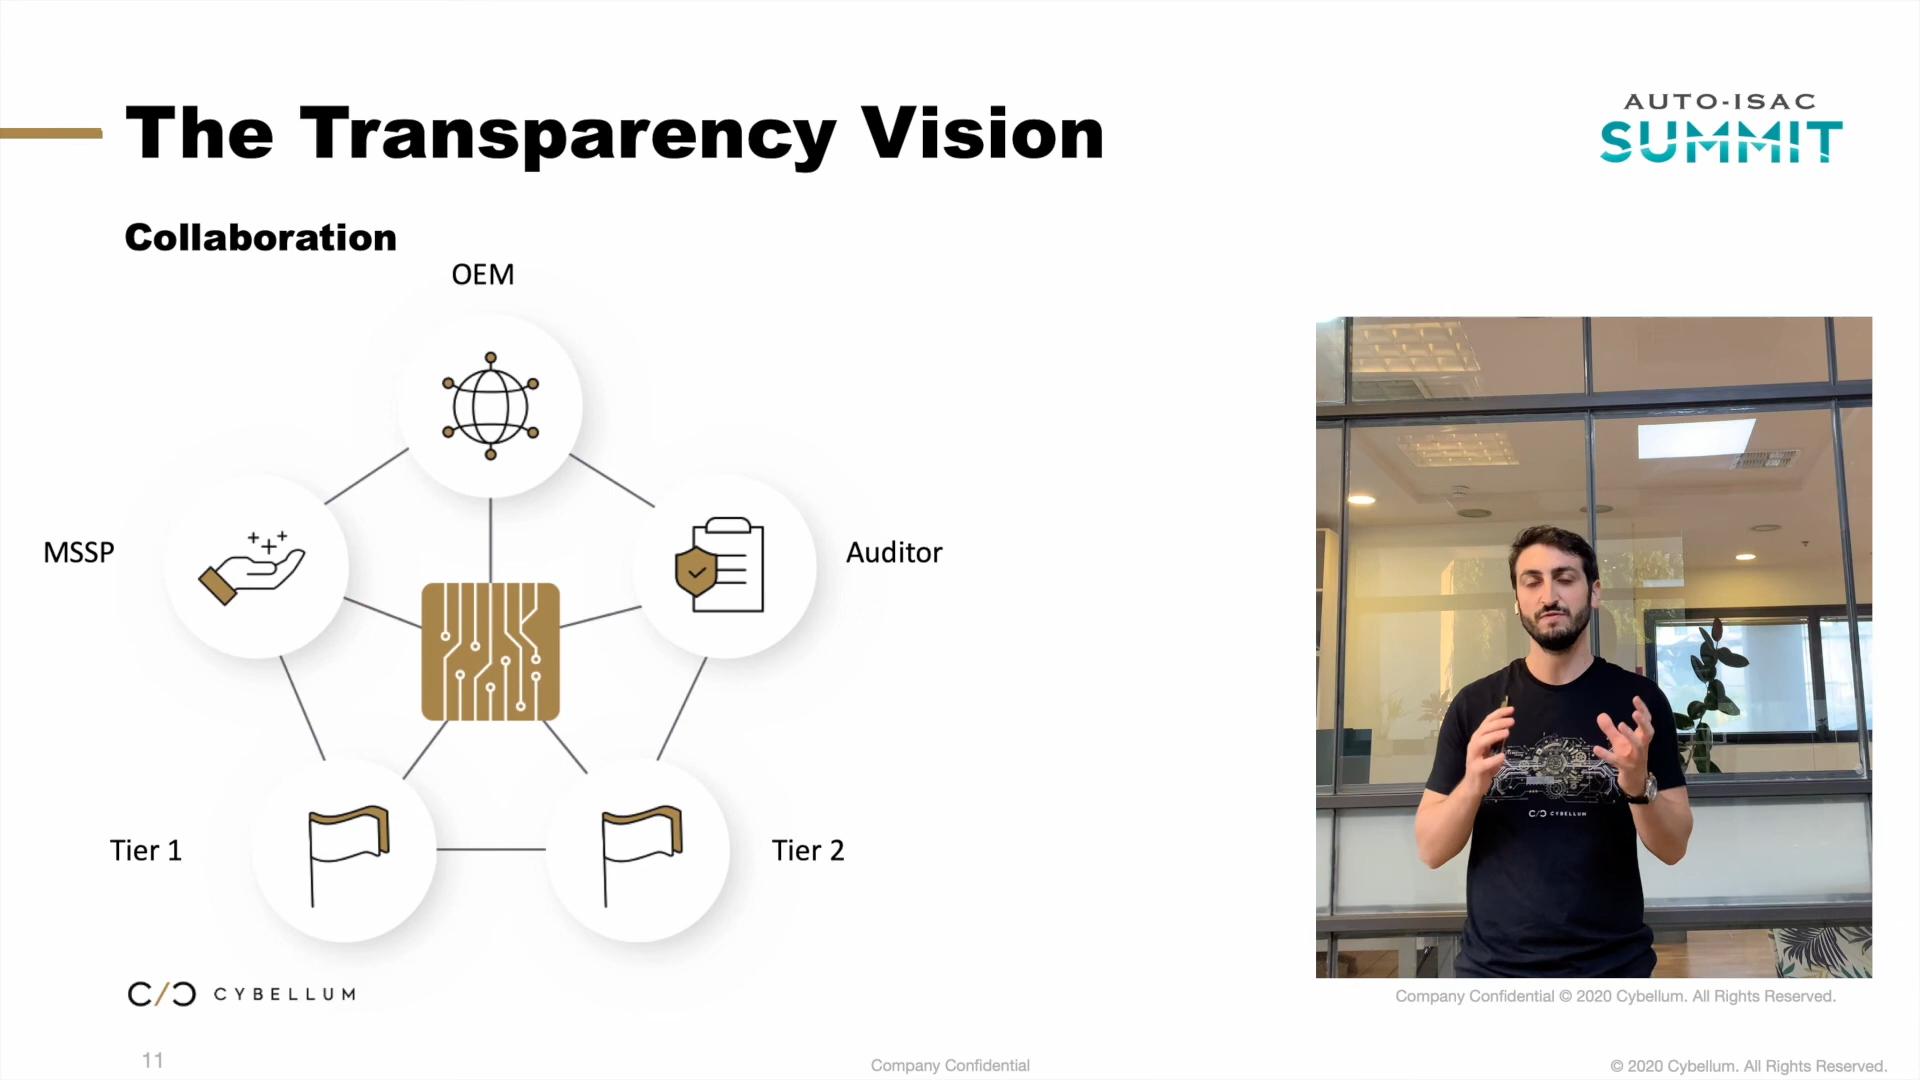 The Transparency Vision
AUTO-ISAC
SUMMIT
Collaboration
OEM
MSSP
Auditor
Tier 1
Tier 2
C/C CYBELLUM
C/C CYBELLUM
Company Confidential © 2020 Cybellum. All Rights Reserved.
11
Company Confidential
© 2020 Cybellum. All Rights Reserved.